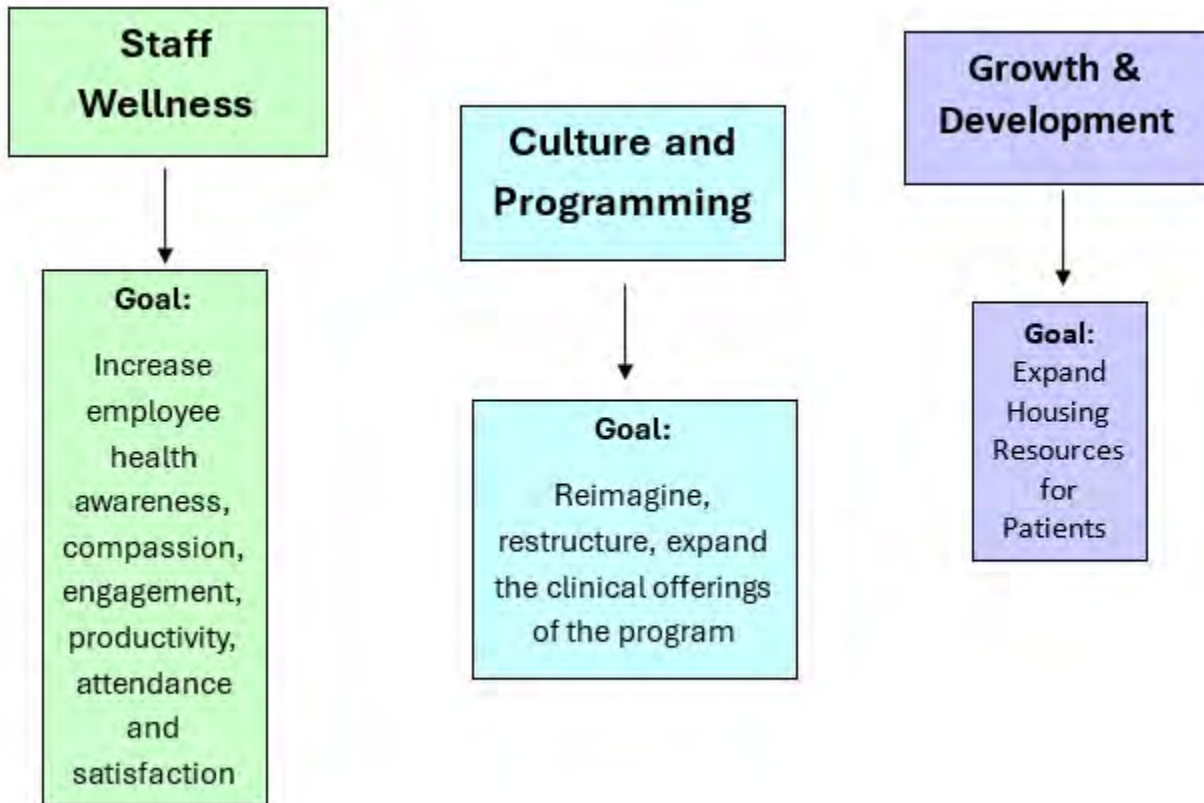 Staff
Wellness
Goal:
Increase
employee
health
awareness,
compassion,
engagement,
productivity,
attendance
and
satisfaction
Culture and
Programming
Goal:
Reimagine,
restructure, expand
the clinical offerings
of the program
Growth &
Development
Goal:
Expand
Housing
Resources
for
Patients